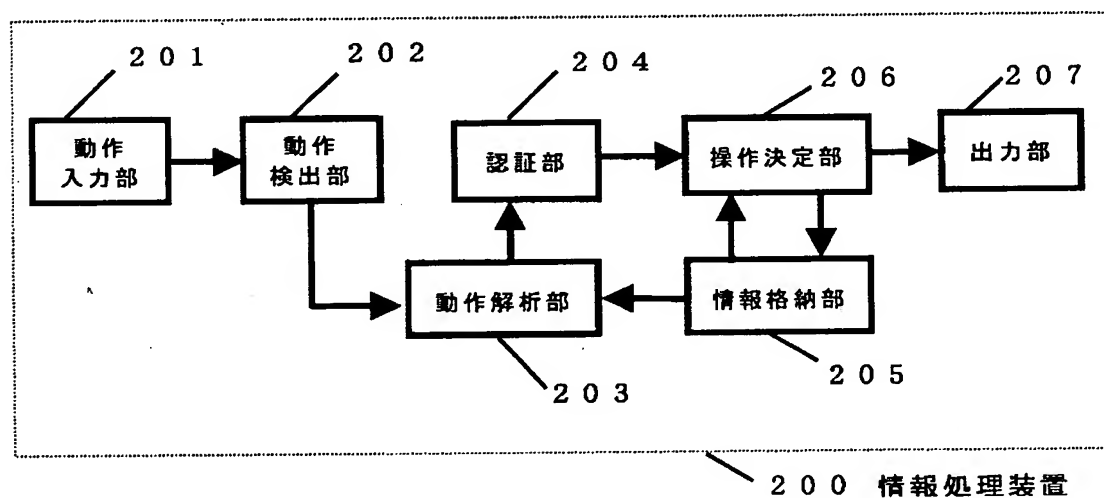 ２０１
２０２
２０４
２０６
２０７
動作
入力部
動作
検出部
認証部
操作決定部
出力部
動作解析部
情報格納部
２０３
２０５
２００ 情報処理装置